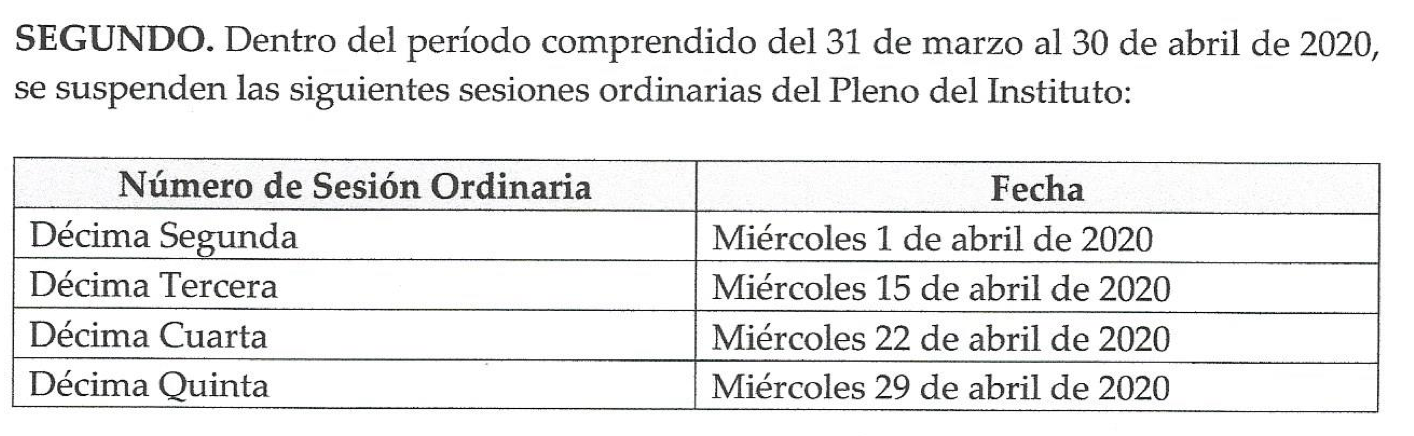 SEGUNDO. Dentro del período comprendido del 31 de marzo al 30 de abril de 2020,
se suspenden las siguientes sesiones ordinarias del Pleno del Instituto:
Número de Sesión Ordinaria Fecha
Décima Segunda Miércoles 1 de abril de 2020
Décima Tercera Miércoles 15 de abril de 2020
Décima Cuarta Miércoles 22 de abril de 2020
Décima Quinta Miércoles 29 de abril de 2020